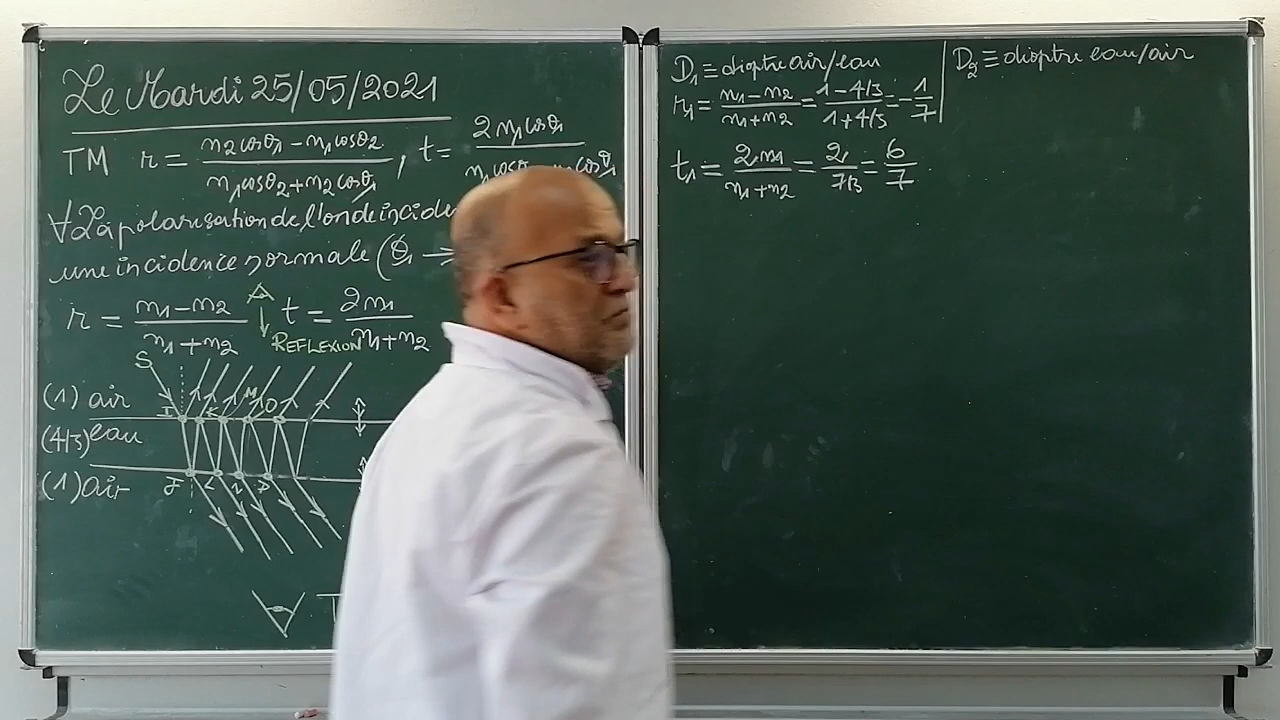 Le Mardi 25/05/2021
TM r = (n2 cosθ1 - n1 cosθ2)/(n1 cosθ2 + n2 cosθ1), t = 2 n1 cosθ1
∀ La polarisation de l'onde incide
une incidence normale (θ1 →
r = (n1 - n2)/(n1 + n2) t = 2n1/(n1 + n2)
REFLEXION
S
(1) air I K M O
(4/3) eau
(1) air J L N P
D1 ≡ dioptre air/eau
r1 = (n1 - n2)/(n1 + n2) = (1 - 4/3)/(1 + 4/3) = -1/7
t1 = 2n1/(n1 + n2) = 2/(7/3) = 6/7
D2 ≡ dioptre eau/air